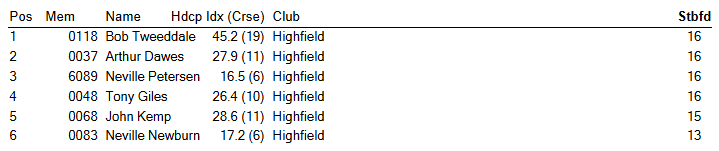 Pos Mem Name Hdcp Idx (Crse) Club Stbfd
1 0118 Bob Tweeddale 45.2 (19) Highfield 16
2 0037 Arthur Dawes 27.9 (11) Highfield 16
3 6089 Neville Petersen 16.5 (6) Highfield 16
4 0048 Tony Giles 26.4 (10) Highfield 16
5 0068 John Kemp 28.6 (11) Highfield 15
6 0083 Neville Newburn 17.2 (6) Highfield 13